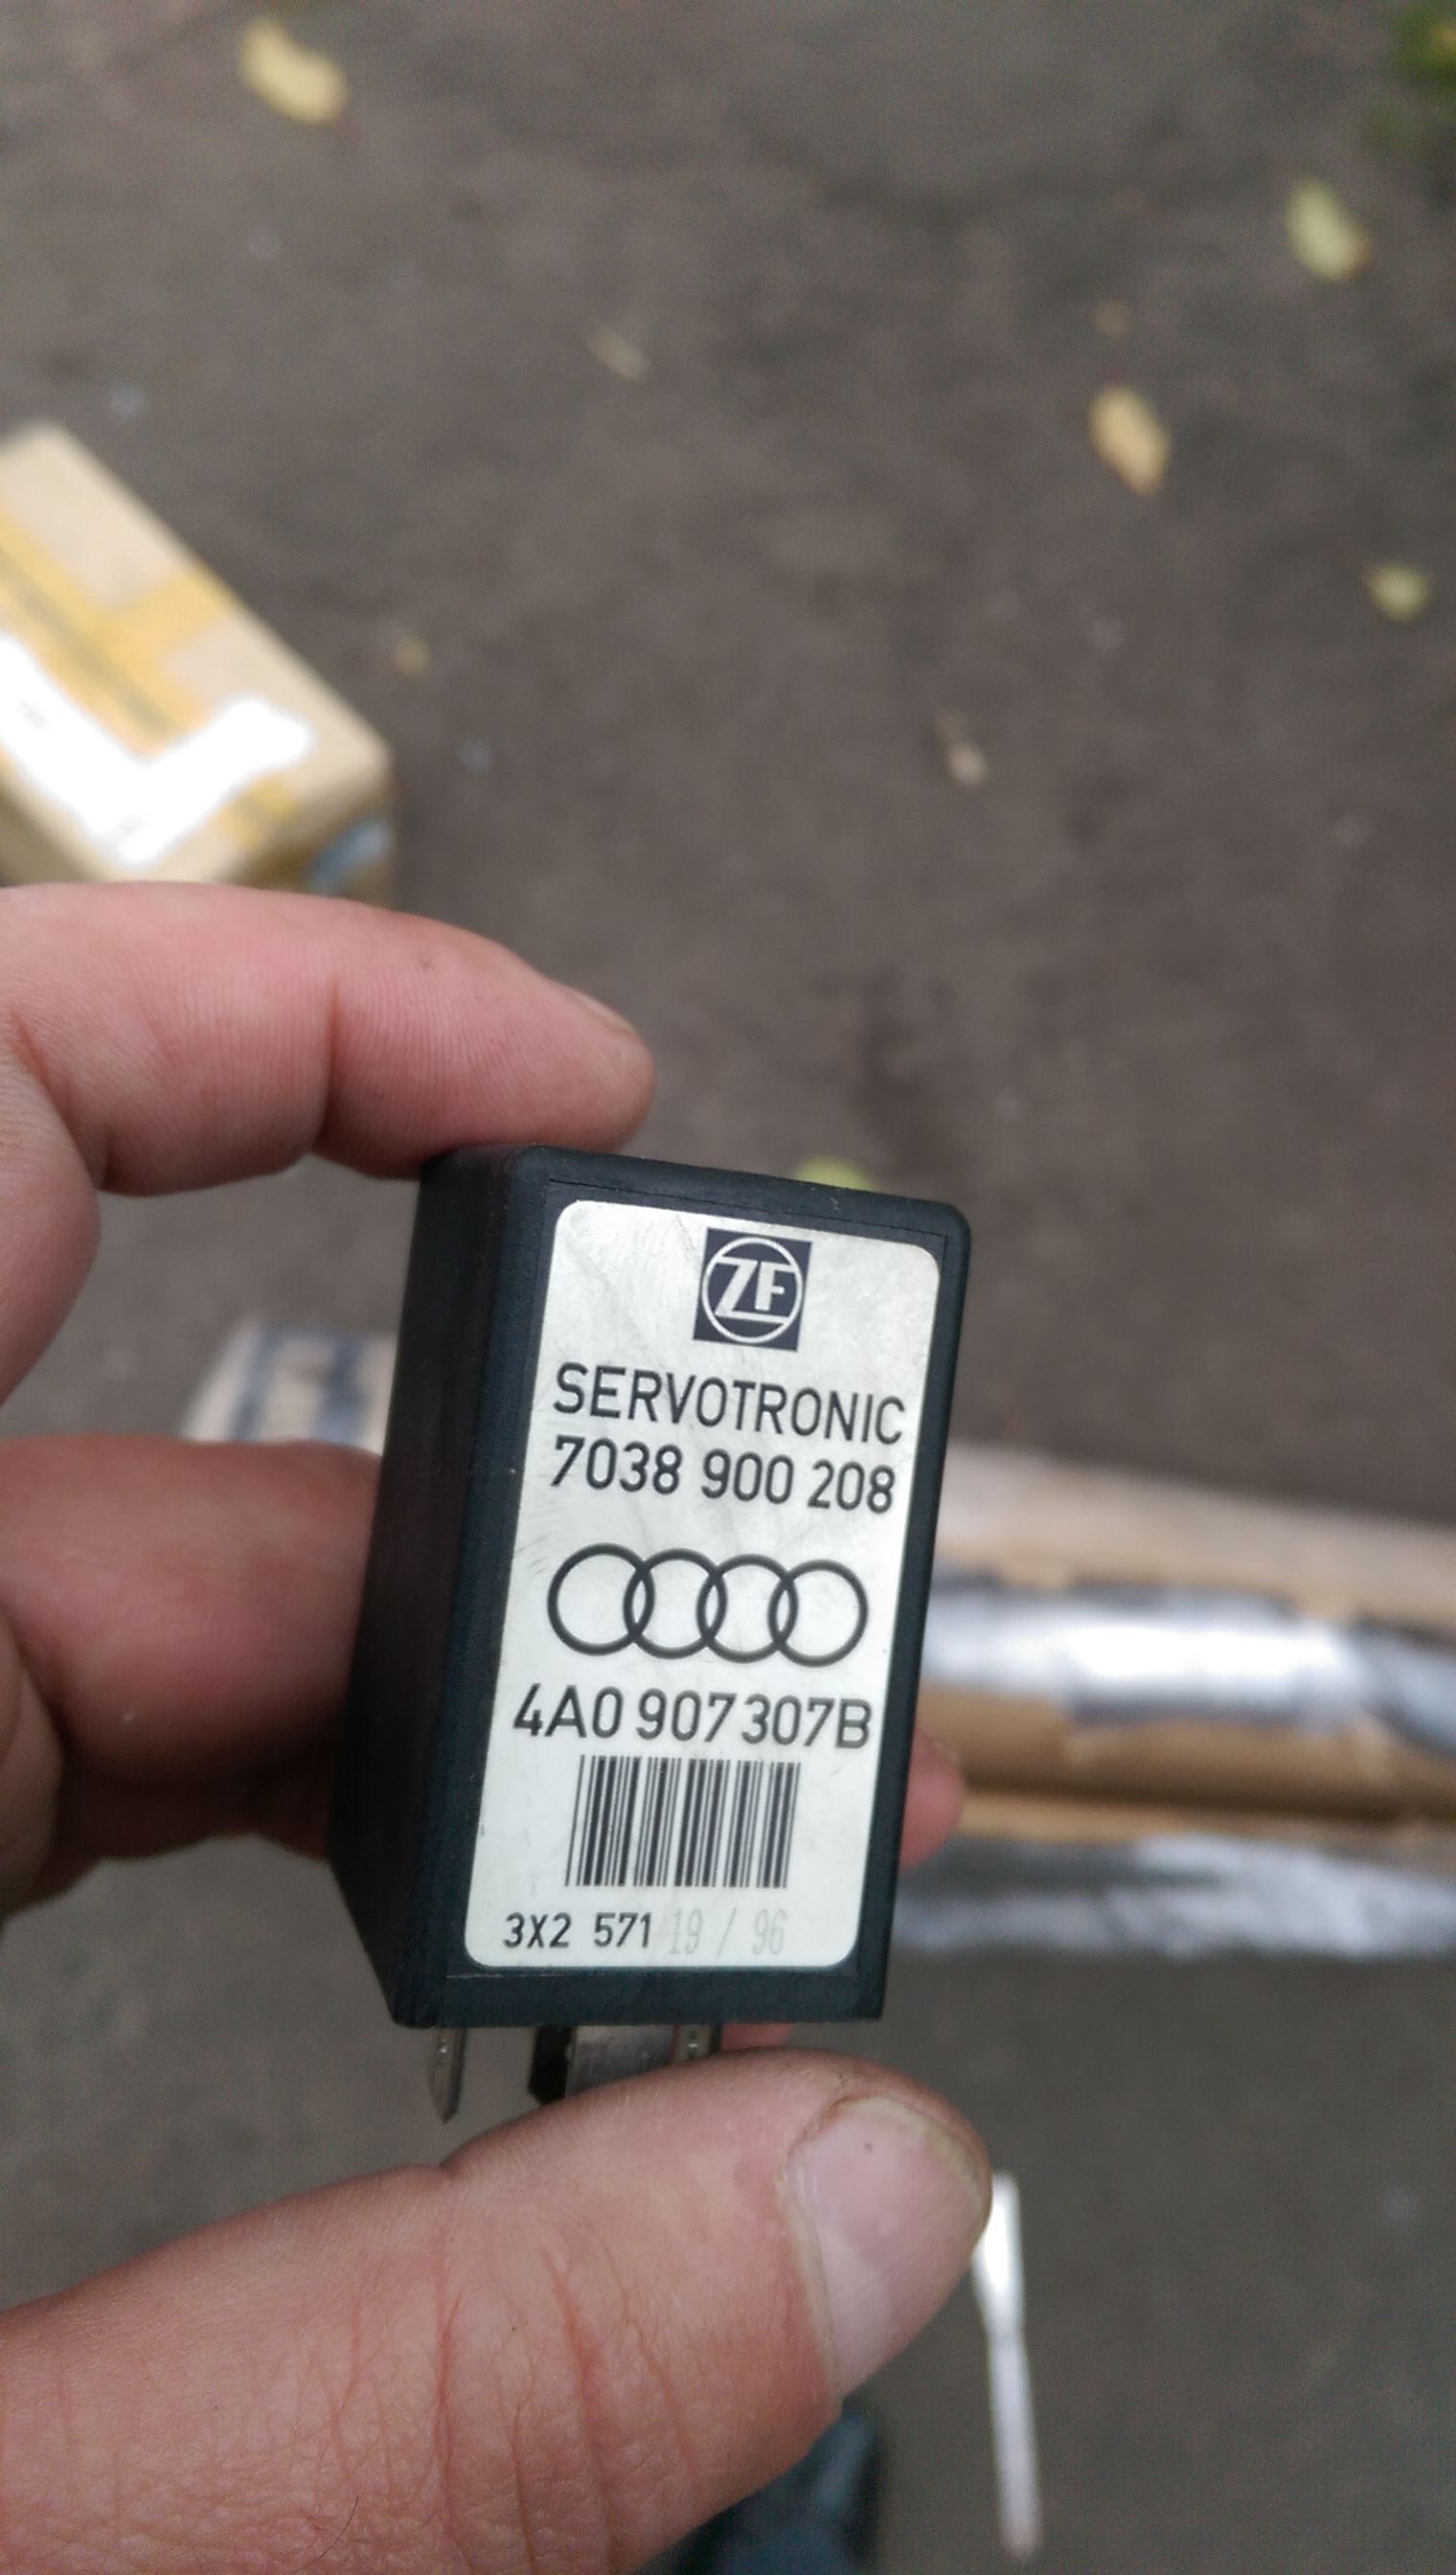 ZF
SERVOTRONIC
7038 900 208
4A0 907 307B
3X2 571 19 / 96